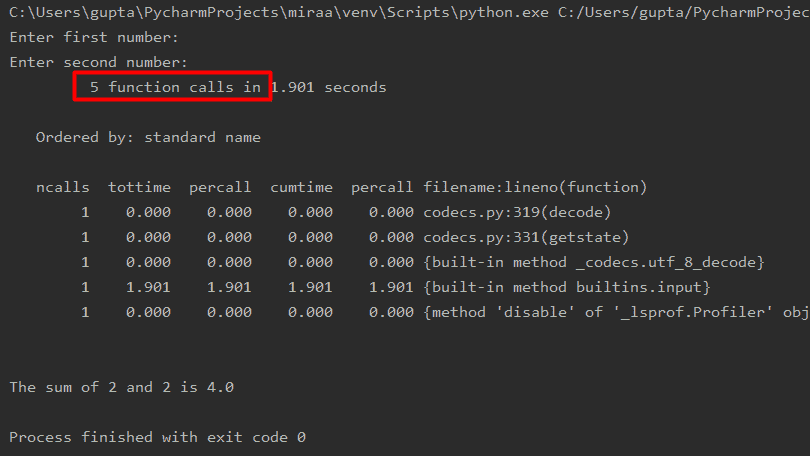 C:\Users\gupta\PycharmProjects\miraa\venv\Scripts\python.exe C:/Users/gupta/PycharmProjec
Enter first number:
Enter second number:
5 function calls in 1.901 seconds
Ordered by: standard name
ncalls tottime percall cumtime percall filename:lineno(function)
1 0.000 0.000 0.000 0.000 codecs.py:319(decode)
1 0.000 0.000 0.000 0.000 codecs.py:331(getstate)
1 0.000 0.000 0.000 0.000 {built-in method _codecs.utf_8_decode}
1 1.901 1.901 1.901 1.901 {built-in method builtins.input}
1 0.000 0.000 0.000 0.000 {method 'disable' of '_lsprof.Profiler' obj
The sum of 2 and 2 is 4.0
Process finished with exit code 0